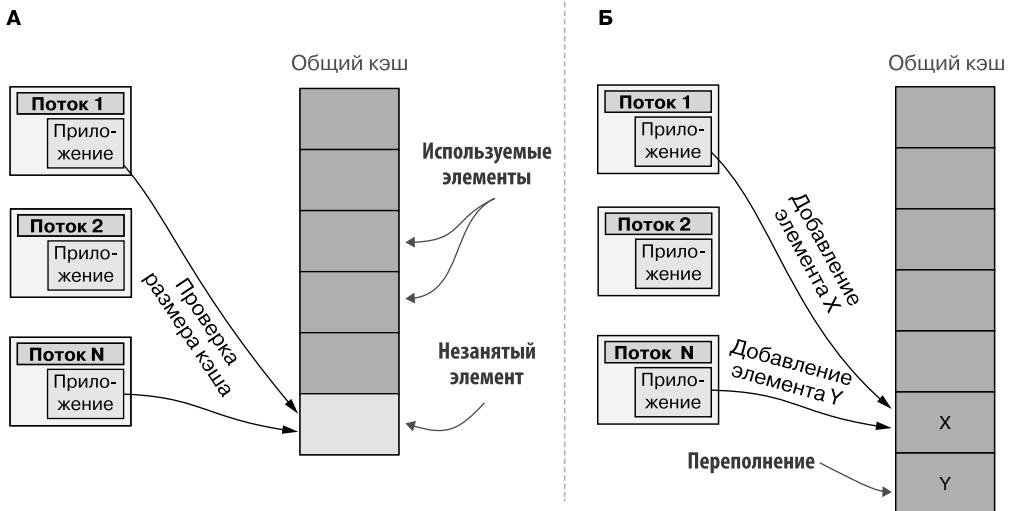 А
Общий кэш
Поток 1
Прило-
жение
Используемые
элементы
Поток 2
Прило-
жение
Проверка
размера кэша
Незанятый
элемент
Поток N
Прило-
жение
Б
Общий кэш
Поток 1
Прило-
жение
Добавление
элемента X
Поток 2
Прило-
жение
Поток N
Прило-
жение
Добавление
элемента Y
X
Переполнение
Y